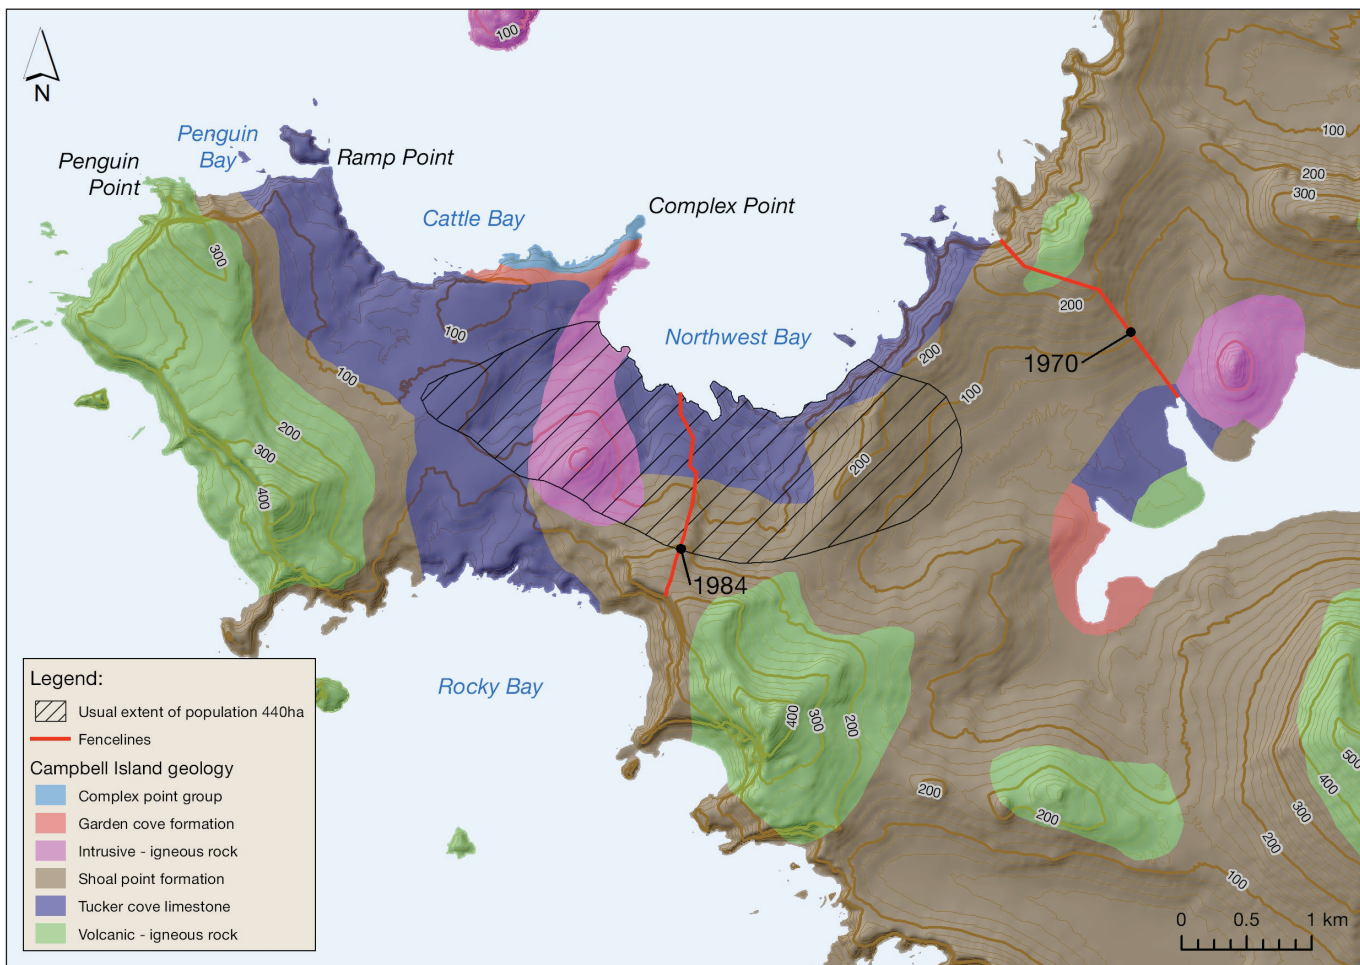 100
N
Penguin
Bay
Ramp Point
Penguin
Point
Cattle Bay
Complex Point
Northwest Bay
Rocky Bay
1970
1984
300
100
100
200
300
400
200
100
200
200
100
200
300
400
300
200
200
200
100
200
300
400
500
100
Legend:
Usual extent of population 440ha
Fencelines
Campbell Island geology
Complex point group
Garden cove formation
Intrusive - igneous rock
Shoal point formation
Tucker cove limestone
Volcanic - igneous rock
0 0.5 1 km